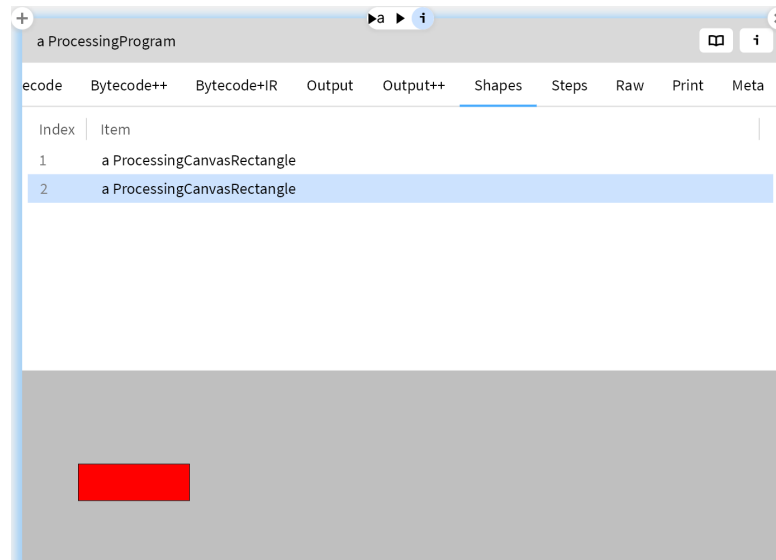 a
i
a ProcessingProgram
i
ecode Bytecode++ Bytecode+IR Output Output++ Shapes Steps Raw Print Meta
Index Item
1 a ProcessingCanvasRectangle
2 a ProcessingCanvasRectangle